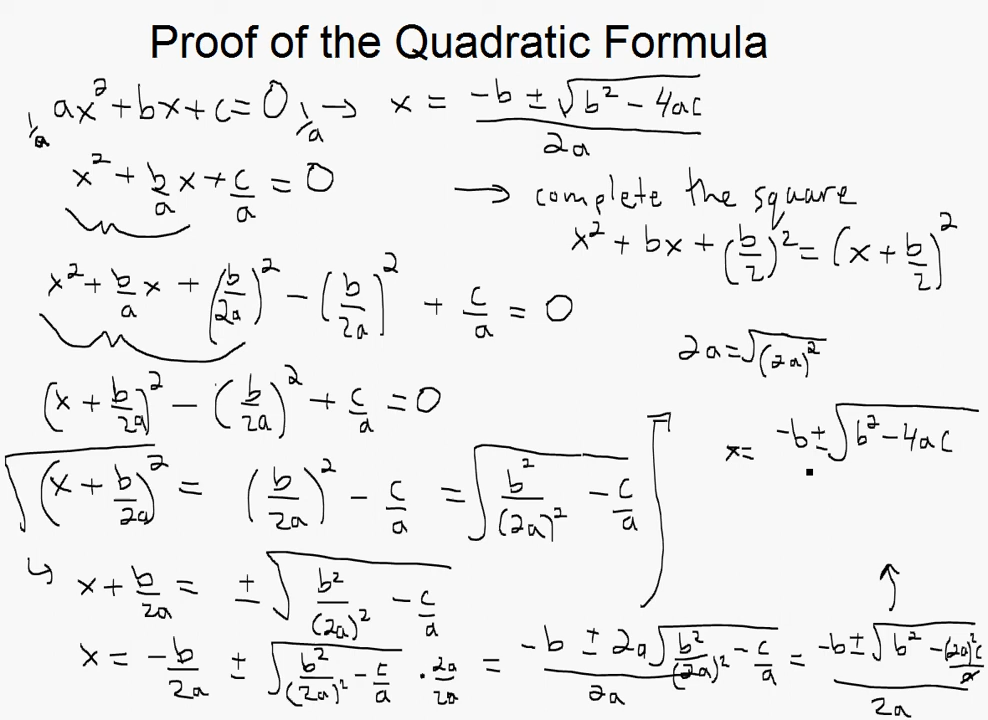 Proof of the Quadratic Formula
1/a ax² + bx + c = 0 1/a → x = (-b ± √(b² - 4ac))/(2a)
x² + b/a x + c/a = 0
→ complete the square
x² + bx + (b/2)² = (x + b/2)²
x² + b/a x + (b/2a)² - (b/2a)² + c/a = 0
2a = √((2a)²)
(x + b/2a)² - (b/2a)² + c/a = 0
x = -b ± √(b² - 4ac)
√((x + b/2a)²) = (b/2a)² - c/a = √(b²/(2a)² - c/a)
↳ x + b/2a = ± √(b²/(2a)² - c/a)
x = -b/2a ± √(b²/(2a)² - c/a) · 2a/2a = (-b ± 2a√(b²/(2a)² - c/a))/(2a) = (-b ± √(b² - (2a)²c/a))/(2a)